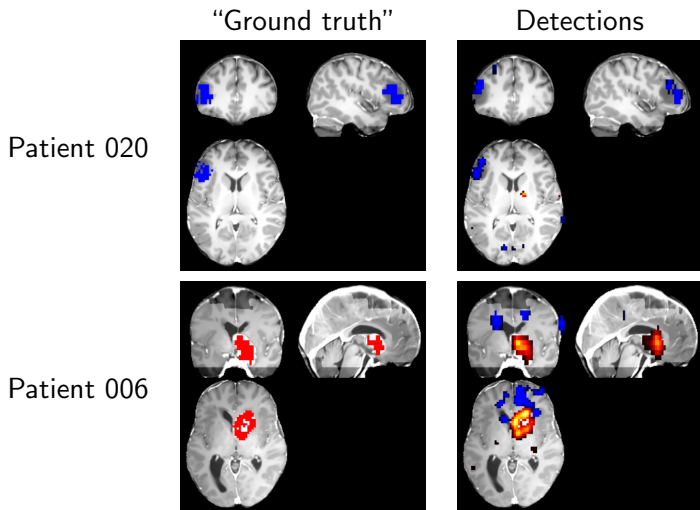 “Ground truth”
Detections
Patient 020
Patient 006